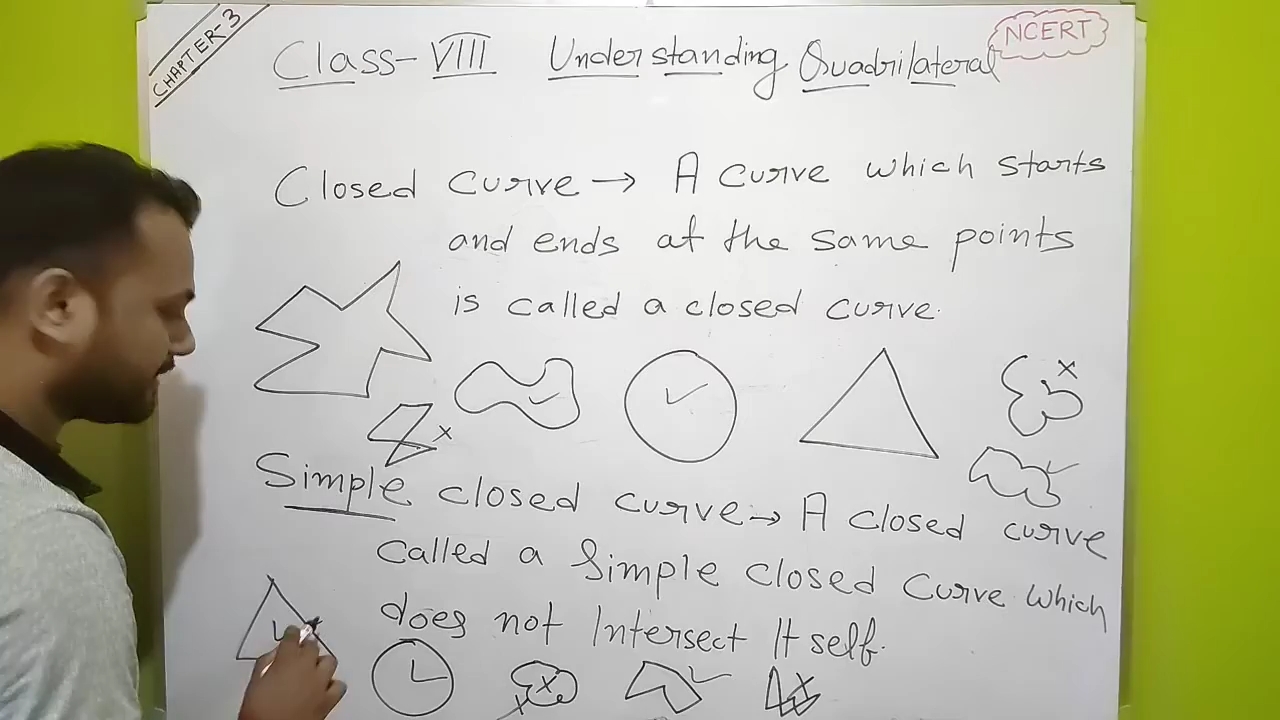 CHAPTER-3
Class-VIII Understanding Quadrilateral
NCERT
Closed curve → A curve which starts
and ends at the same points
is called a closed curve.
Simple closed curve → A closed curve
called a Simple closed curve which
does not Intersect It self.